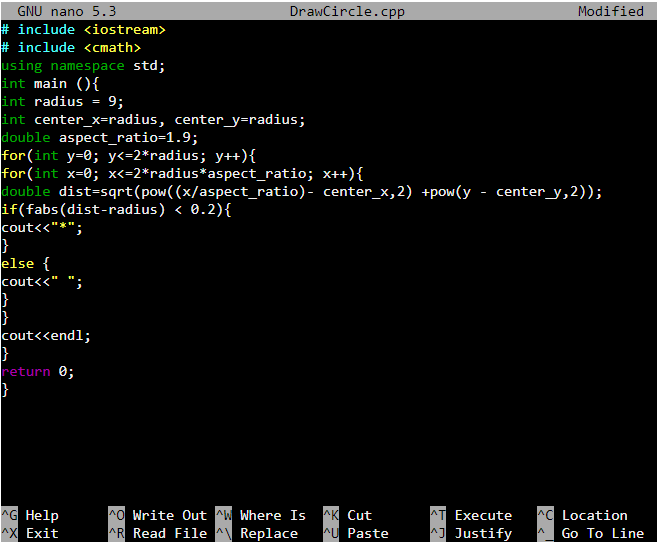 GNU nano 5.3 DrawCircle.cpp Modified
# include <iostream>
# include <cmath>
using namespace std;
int main (){
int radius = 9;
int center_x=radius, center_y=radius;
double aspect_ratio=1.9;
for(int y=0; y<=2*radius; y++){
for(int x=0; x<=2*radius*aspect_ratio; x++){
double dist=sqrt(pow((x/aspect_ratio)- center_x,2) +pow(y - center_y,2));
if(fabs(dist-radius) < 0.2){
cout<<"*";
}
else {
cout<<" ";
}
}
cout<<endl;
}
return 0;
}
^G Help ^O Write Out ^W Where Is ^K Cut ^T Execute ^C Location
^X Exit ^R Read File ^\ Replace ^U Paste ^J Justify ^_ Go To Line